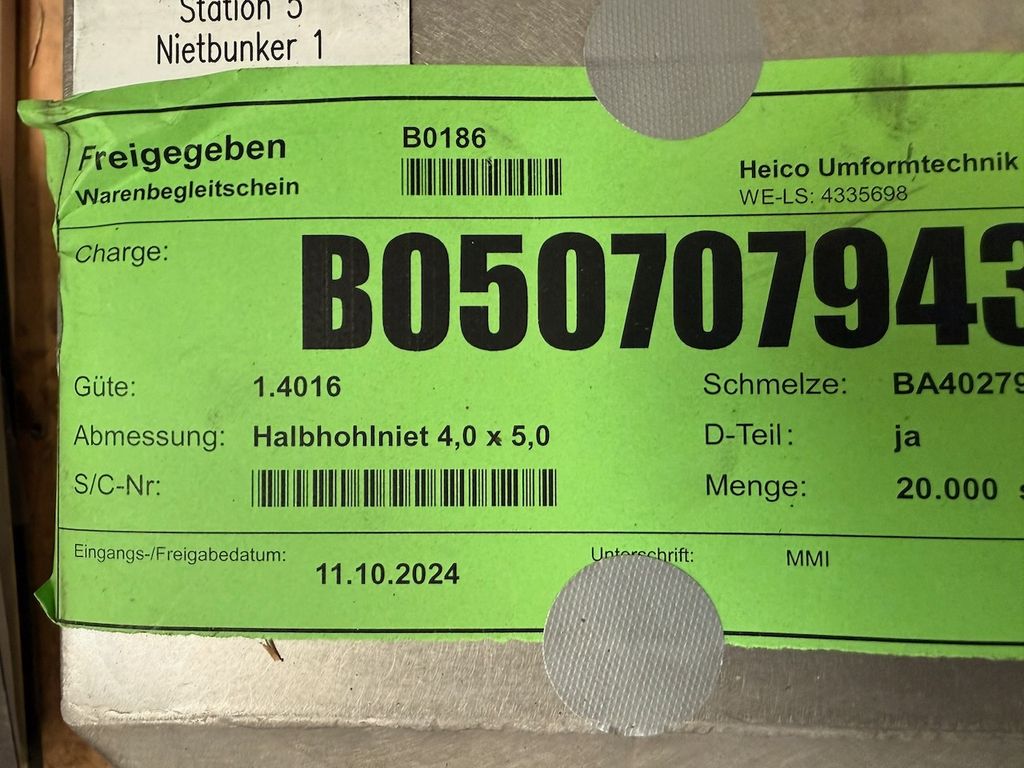 Station 5
Nietbunker 1
Freigegeben
B0186
Warenbegleitschein
Heico Umformtechnik
WE-LS: 4335698
Charge: B050707943
Güte: 1.4016
Schmelze: BA40279
Abmessung: Halbhohlniet 4,0 x 5,0
D-Teil: ja
S/C-Nr:
Menge: 20.000
Eingangs-/Freigabedatum: 11.10.2024
Unterschrift: MMI